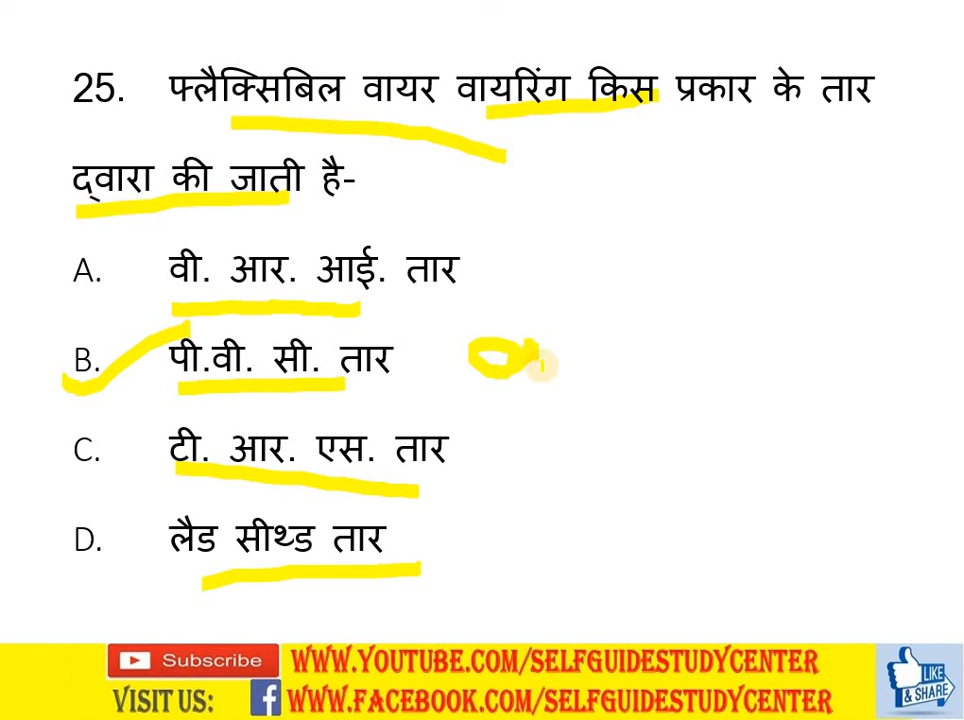 25. फ्लैक्सिबिल वायर वायरिंग किस प्रकार के तार
द्वारा की जाती है-
A. वी. आर. आई. तार
B. पी.वी. सी. तार
C. टी. आर. एस. तार
D. लैड सीथ्ड तार
Subscribe WWW.YOUTUBE.COM/SELFGUIDESTUDYCENTER
VISIT US: f WWW.FACEBOOK.COM/SELFGUIDESTUDYCENTER
LIKE
& SHARE